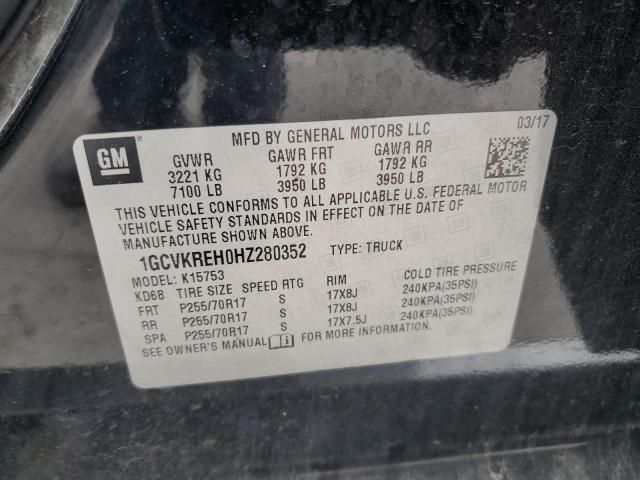 GM
MFD BY GENERAL MOTORS LLC 03/17
GVWR GAWR FRT GAWR RR
3221 KG 1792 KG 1792 KG
7100 LB 3950 LB 3950 LB
THIS VEHICLE CONFORMS TO ALL APPLICABLE U.S. FEDERAL MOTOR
VEHICLE SAFETY STANDARDS IN EFFECT ON THE DATE OF
MANUFACTURE SHOWN ABOVE.
1GCVKREH0HZ280352 TYPE: TRUCK
MODEL: K15753
KD68 TIRE SIZE SPEED RTG RIM COLD TIRE PRESSURE
FRT P255/70R17 S 17X8J 240KPA(35PSI)
RR P255/70R17 S 17X8J 240KPA(35PSI)
SPA P255/70R17 S 17X7.5J 240KPA(35PSI)
SEE OWNER'S MANUAL FOR MORE INFORMATION.